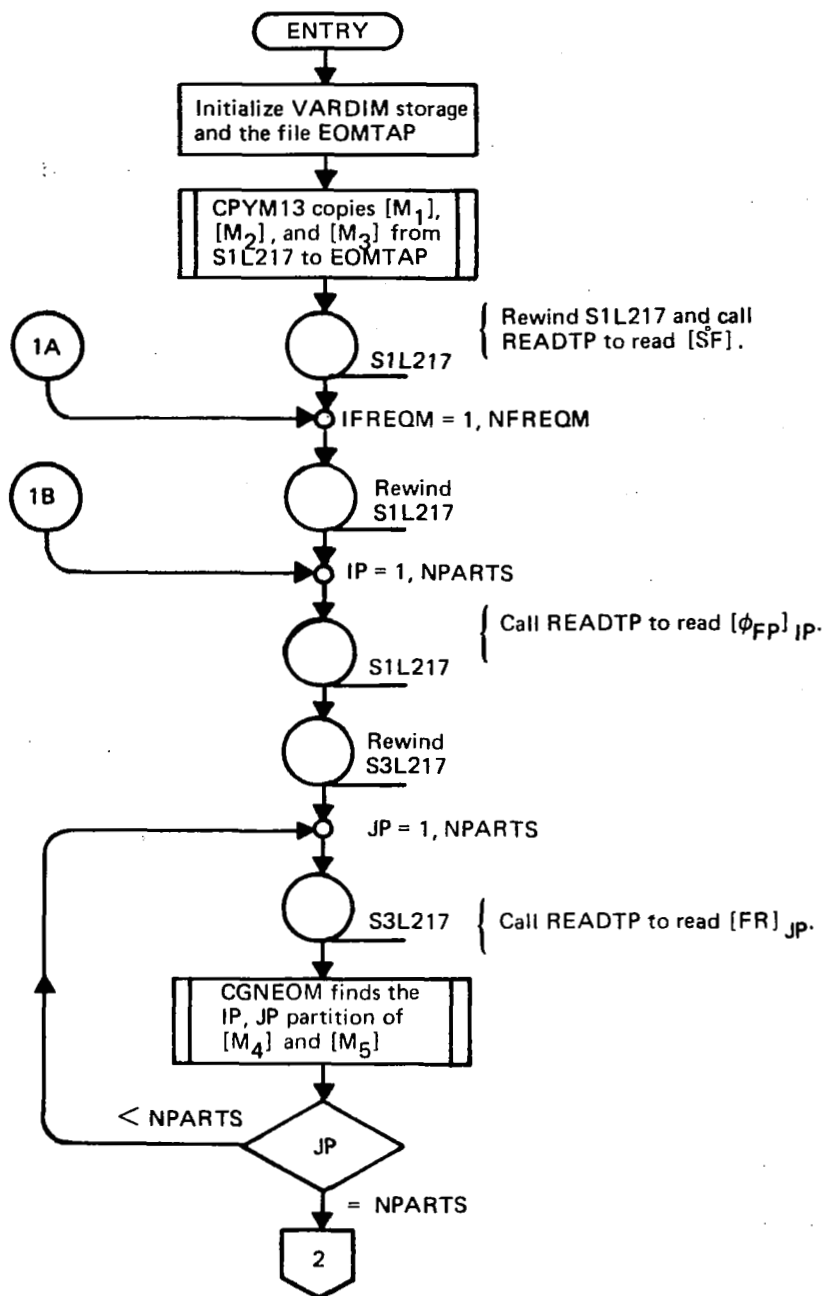 ENTRY
Initialize VARDIM storage
and the file EOMTAP
CPYM13 copies [M1],
[M2], and [M3] from
S1L217 to EOMTAP
1A
S1L217
Rewind S1L217 and call
READTP to read [SF].
IFREQM = 1, NFREQM
1B
Rewind
S1L217
IP = 1, NPARTS
S1L217
Call READTP to read [ϕFP] IP.
Rewind
S3L217
JP = 1, NPARTS
S3L217
Call READTP to read [FR] JP.
CGNEOM finds the
IP, JP partition of
[M4] and [M5]
< NPARTS
JP
= NPARTS
2